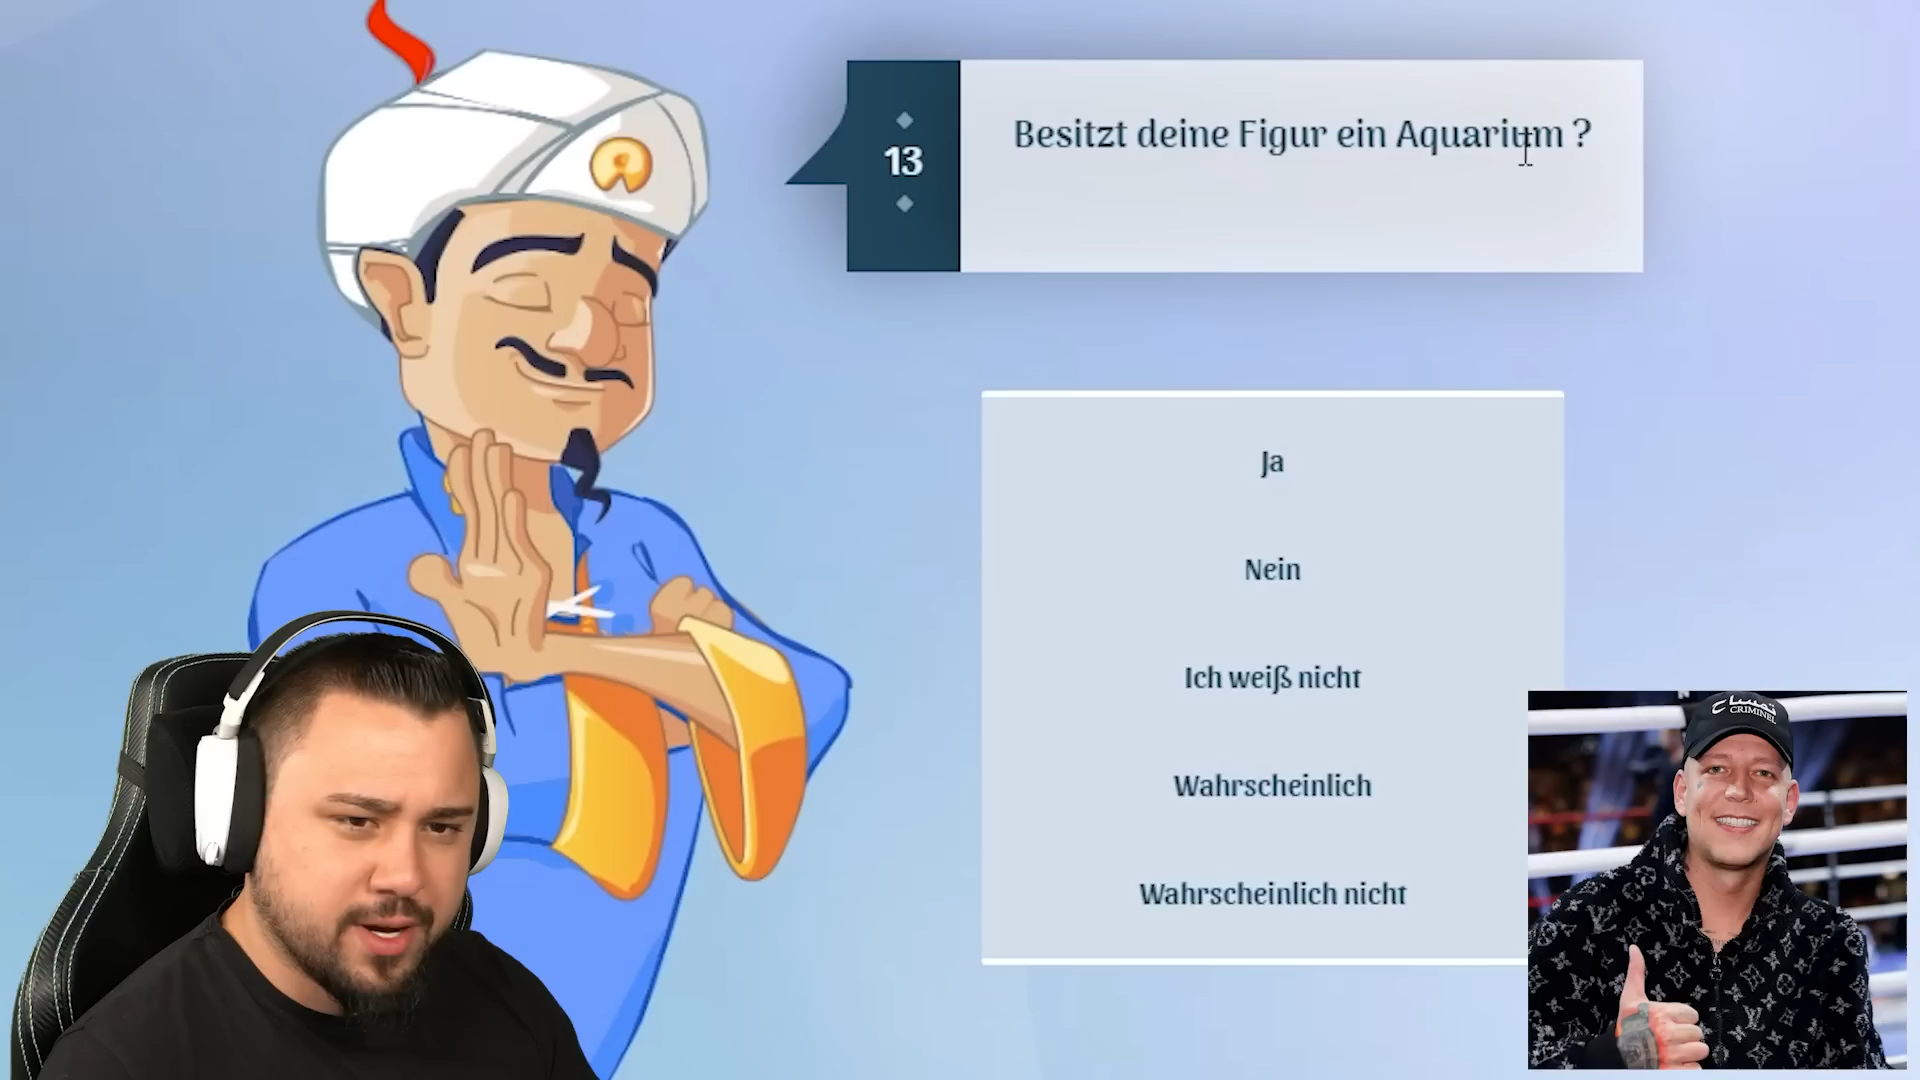 13
Besitzt deine Figur ein Aquarium ?
Ja
Nein
Ich weiß nicht
Wahrscheinlich
Wahrscheinlich nicht
CRIMINEL